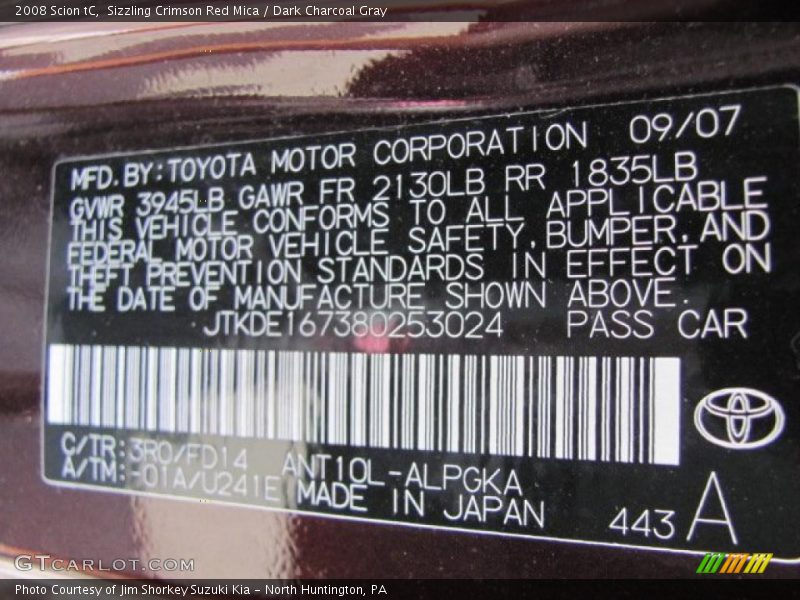 2008 Scion tC, Sizzling Crimson Red Mica / Dark Charcoal Gray
MFD. BY: TOYOTA MOTOR CORPORATION 09/07
GVWR 3945LB GAWR FR 2130LB RR 1835LB
THIS VEHICLE CONFORMS TO ALL APPLICABLE
FEDERAL MOTOR VEHICLE SAFETY, BUMPER, AND
THEFT PREVENTION STANDARDS IN EFFECT ON
THE DATE OF MANUFACTURE SHOWN ABOVE.
JTKDE167380253024 PASS CAR
C/TR: 3R0/FD14 ANT10L-ALPGKA
A/TM: -01A/U241E MADE IN JAPAN
443 A
GTCARLOT.COM
Photo Courtesy of Jim Shorkey Suzuki Kia - North Huntington, PA